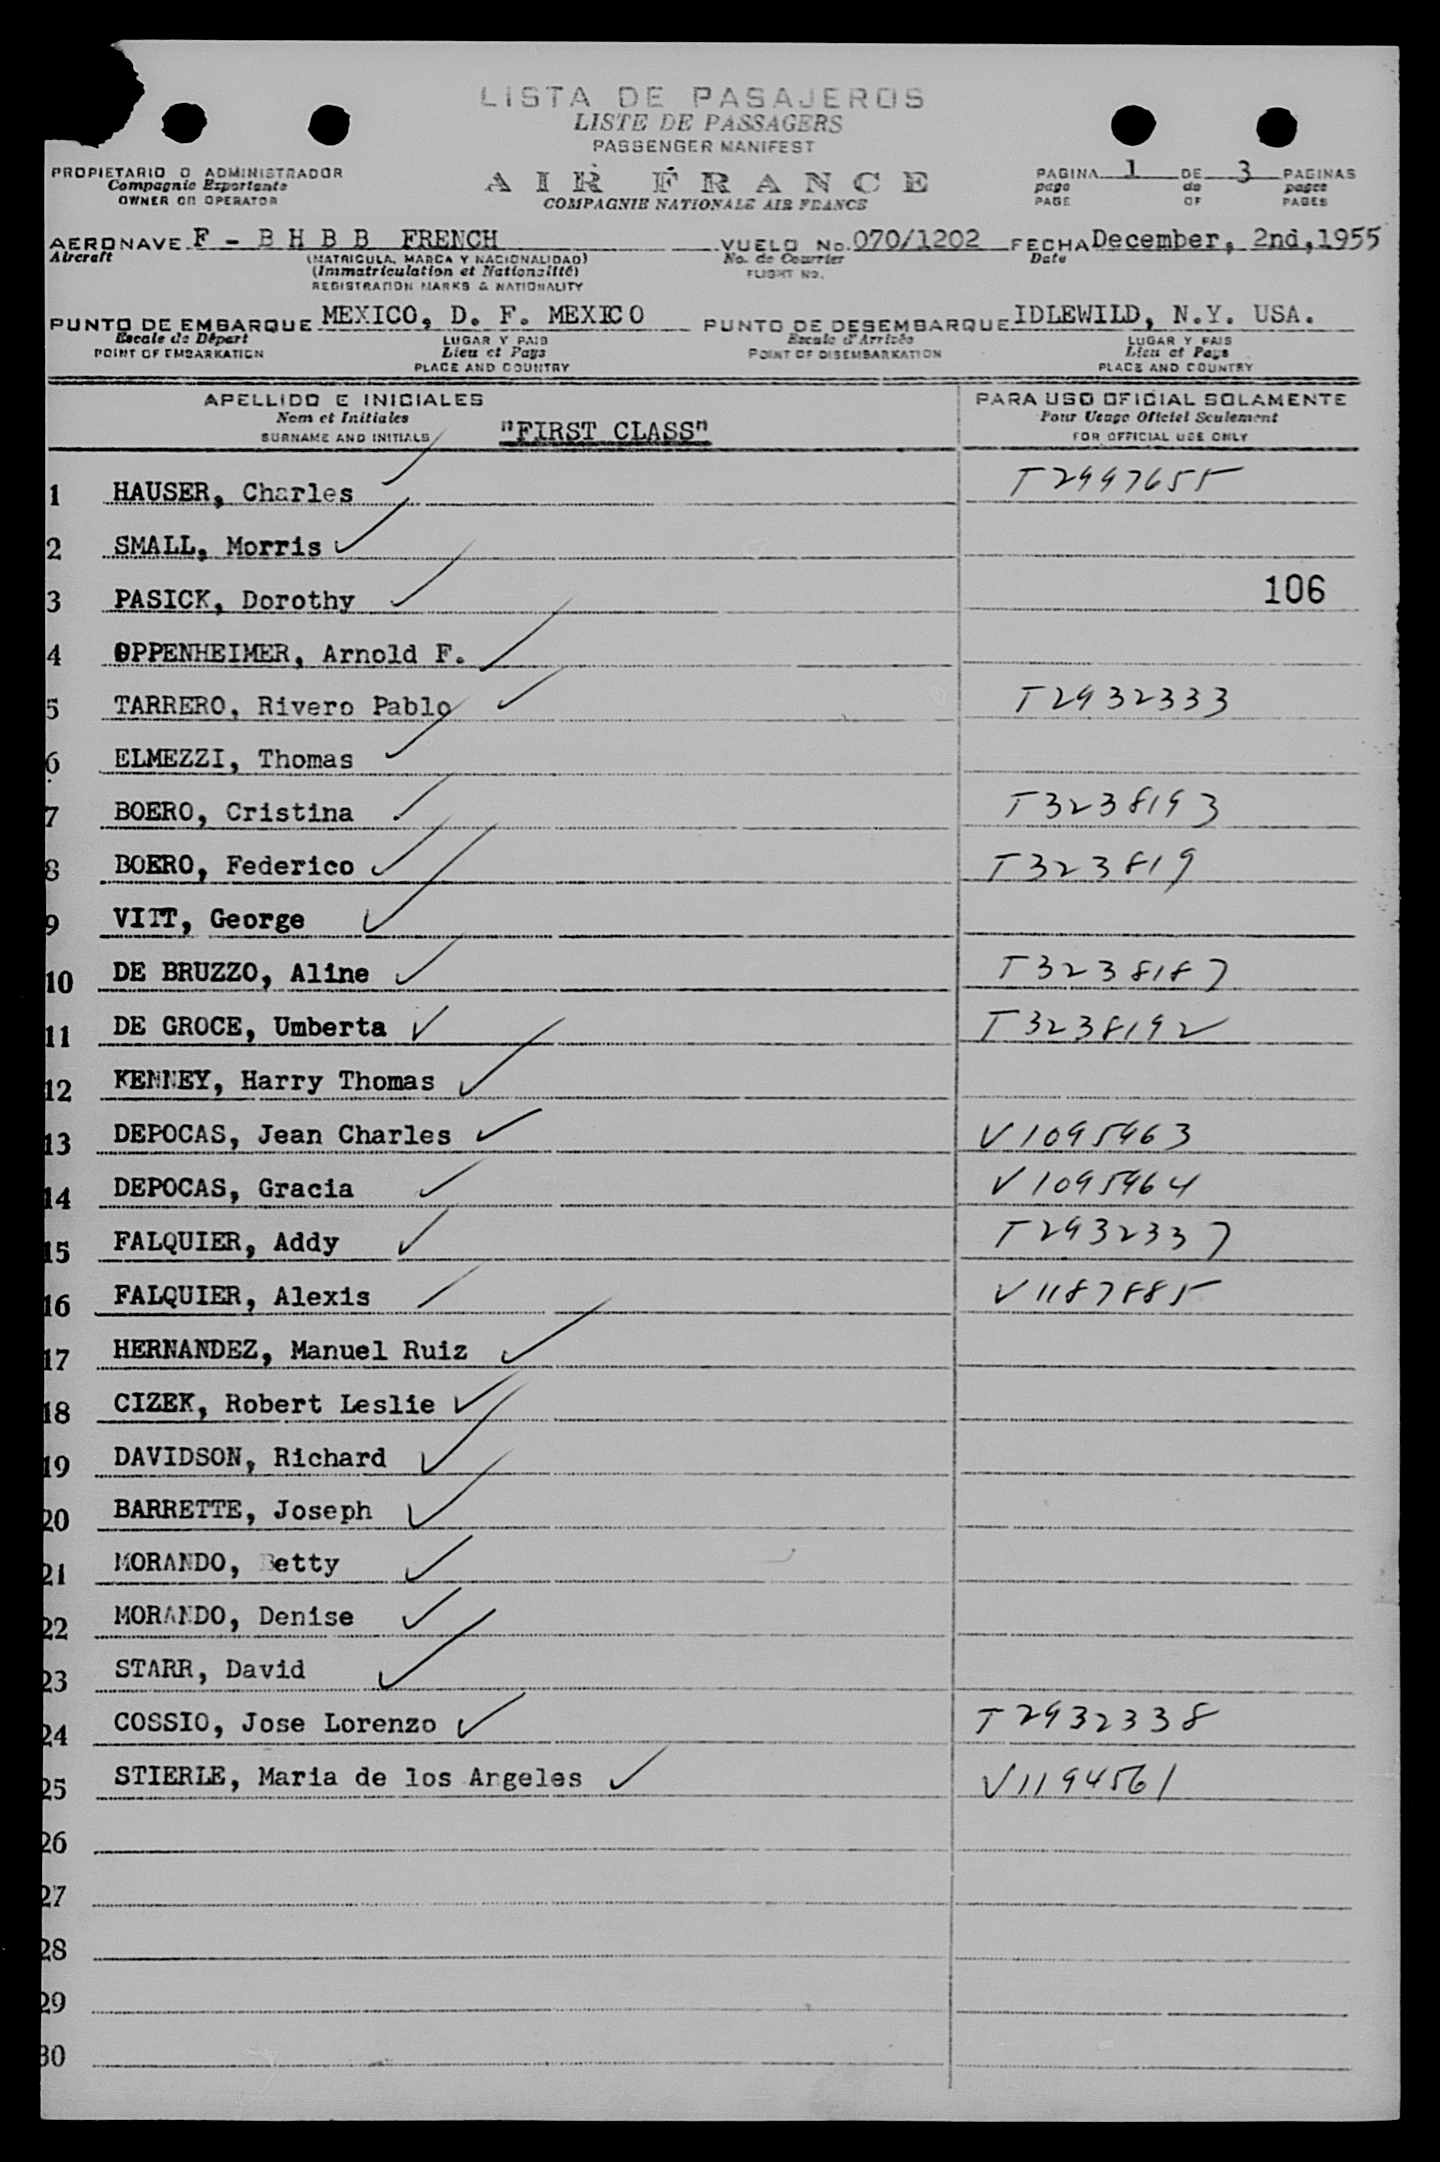 LISTA DE PASAJEROS
LISTE DE PASSAGERS
PASSENGER MANIFEST
PROPIETARIO O ADMINISTRADOR
Compagnie Exportante
OWNER OR OPERATOR
AIR FRANCE
COMPAGNIE NATIONALE AIR FRANCE
PAGINA 1 DE 3 PAGINAS
page de pages
PAGE OF PAGES
AERONAVE F - B H B B FRENCH VUELO No. 070/1202 FECHA December, 2nd, 1955
Aircraft (MATRICULA, MARCA Y NACIONALIDAD) No. de Courrier Date
(Immatriculation et Nationalité) FLIGHT NO.
REGISTRATION MARKS & NATIONALITY
PUNTO DE EMBARQUE MEXICO, D. F. MEXICO PUNTO DE DESEMBARQUE IDLEWILD, N.Y. USA.
Escale de Départ LUGAR Y PAIS Escale d'Arrivée LUGAR Y PAIS
POINT OF EMBARKATION Lieu et Pays POINT OF DISEMBARKATION Lieu et Pays
PLACE AND COUNTRY PLACE AND COUNTRY
APELLIDO E INICIALES PARA USO OFICIAL SOLAMENTE
Nom et Initiales Pour Usage Officiel Seulement
SURNAME AND INITIALS "FIRST CLASS" FOR OFFICIAL USE ONLY
1 HAUSER, Charles T2997655
2 SMALL, Morris
3 PASICK, Dorothy 106
4 OPPENHEIMER, Arnold F.
5 TARRERO, Rivero Pablo T2932333
6 ELMEZZI, Thomas
7 BOERO, Cristina T3238193
8 BOERO, Federico T323819
9 VITT, George
10 DE BRUZZO, Aline T3238187
11 DE GROCE, Umberta T3238192
12 KENNEY, Harry Thomas
13 DEPOCAS, Jean Charles V1095963
14 DEPOCAS, Gracia V1095964
15 FALQUIER, Addy T2932337
16 FALQUIER, Alexis V1187885
17 HERNANDEZ, Manuel Ruiz
18 CIZEK, Robert Leslie
19 DAVIDSON, Richard
20 BARRETTE, Joseph
21 MORANDO, Betty
22 MORANDO, Denise
23 STARR, David
24 COSSIO, Jose Lorenzo T2932338
25 STIERLE, Maria de los Argeles V1194561
26
27
28
29
30